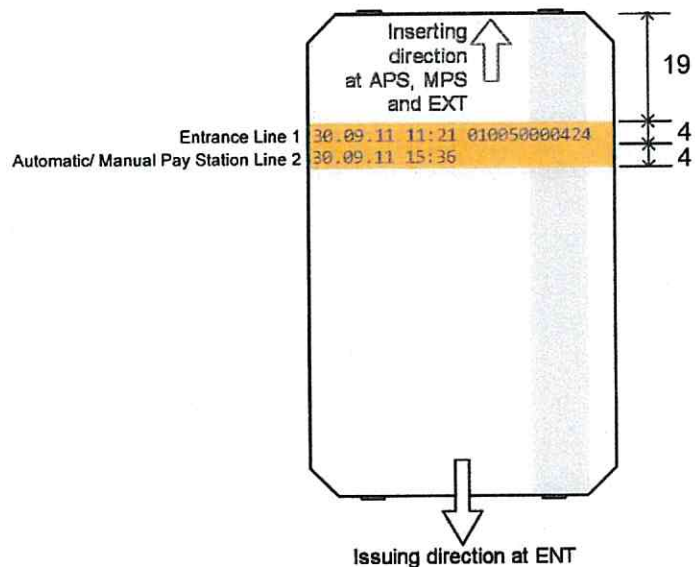 Inserting
direction
at APS, MPS
and EXT
19
Entrance Line 1 30.09.11 11:21 010050000424 4
Automatic/ Manual Pay Station Line 2 30.09.11 15:36 4
Issuing direction at ENT